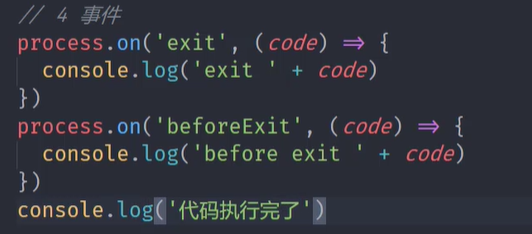 // 4 事件
process.on('exit', (code) => {
  console.log('exit ' + code)
})
process.on('beforeExit', (code) => {
  console.log('before exit ' + code)
})
console.log('代码执行完了')